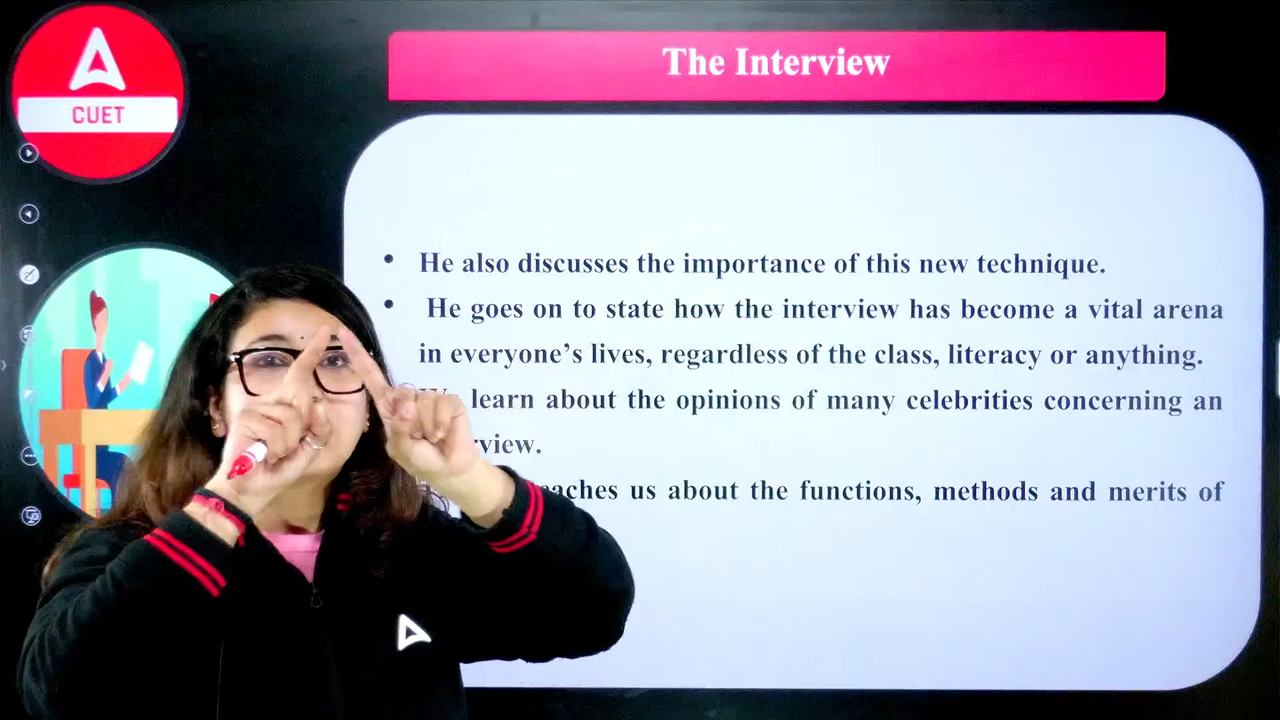 CUET
The Interview
• He also discusses the importance of this new technique.
• He goes on to state how the interview has become a vital arena
in everyone's lives, regardless of the class, literacy or anything.
learn about the opinions of many celebrities concerning an
us about the functions, methods and merits of